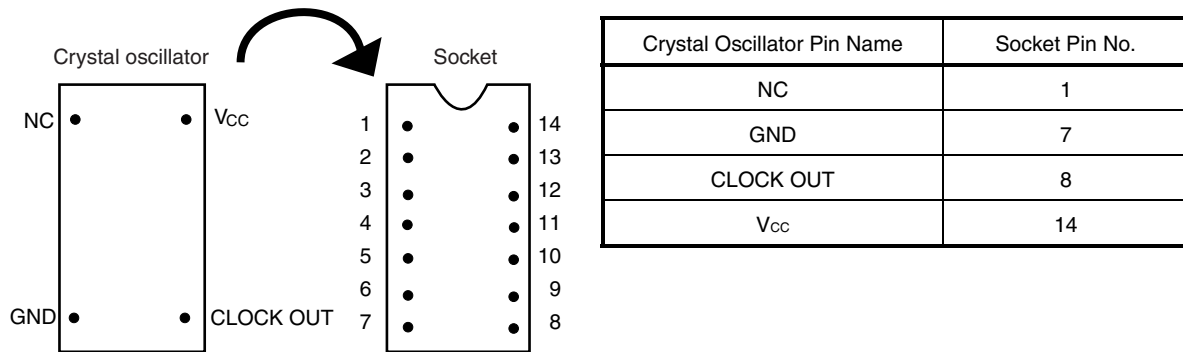 Crystal oscillator
NC
Vcc
GND
CLOCK OUT
Socket
1 14
2 13
3 12
4 11
5 10
6 9
7 8
Crystal Oscillator Pin Name Socket Pin No.
NC 1
GND 7
CLOCK OUT 8
Vcc 14